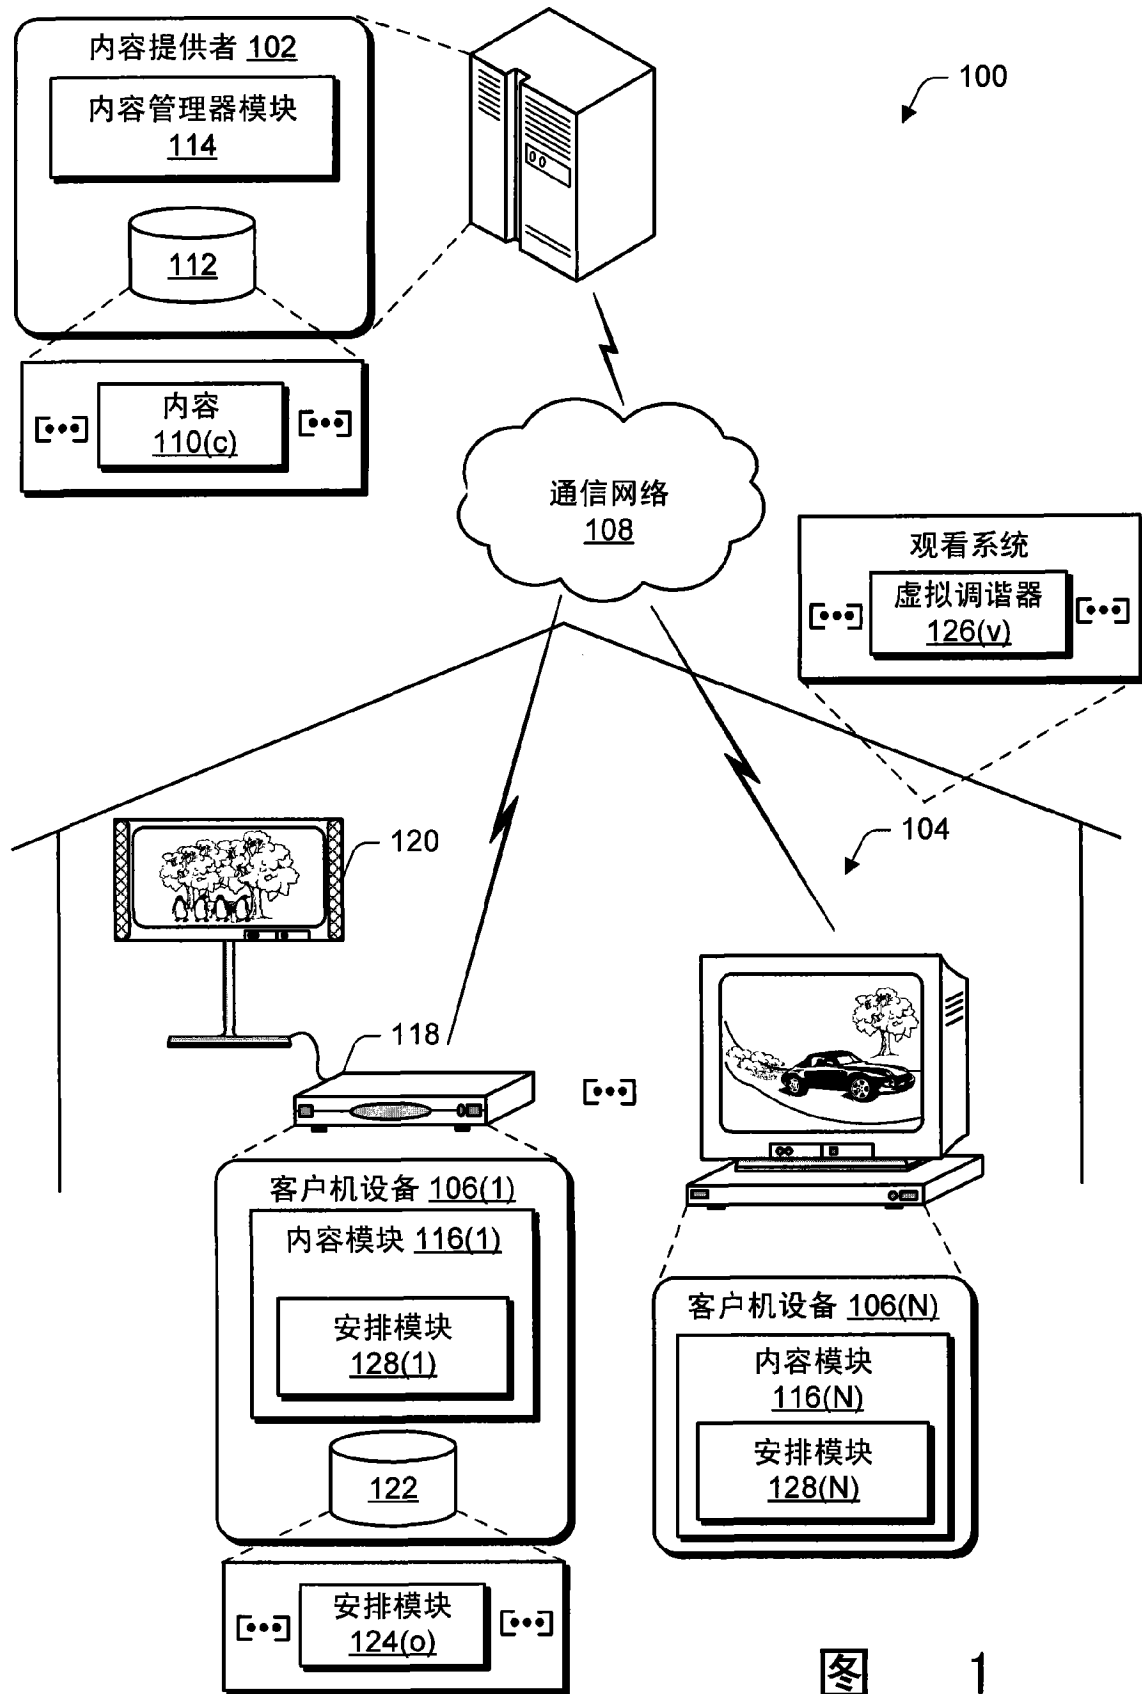 内容提供者 102
内容管理器模块
114
112
内容
110(c)
100
通信网络
108
观看系统
虚拟调谐器
126(v)
120
104
118
客户机设备 106(1)
内容模块 116(1)
安排模块
128(1)
122
安排模块
124(o)
客户机设备 106(N)
内容模块
116(N)
安排模块
128(N)
图 1